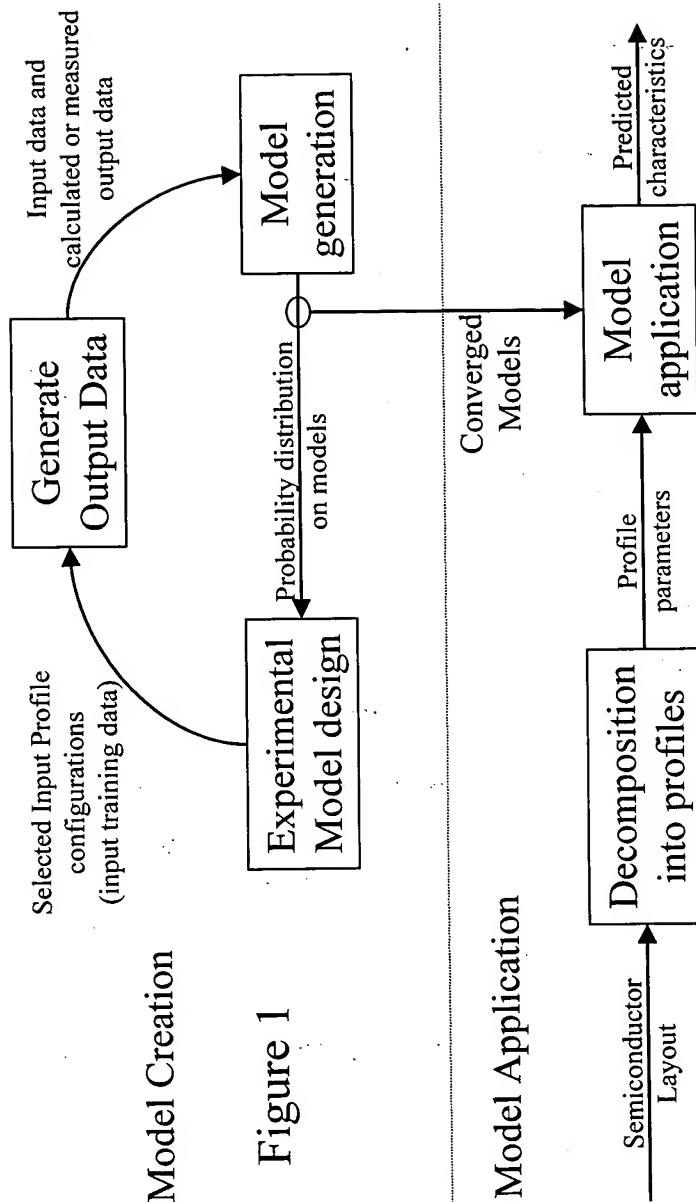 Model Creation
Figure 1
Selected Input Profile
configurations
(input training data)
Generate
Output Data
Input data and
calculated or measured
output data
Experimental
Model design
Probability distribution
on models
Model
generation
Converged
Models
Model Application
Semiconductor
Layout
Decomposition
into profiles
Profile
parameters
Model
application
Predicted
characteristics